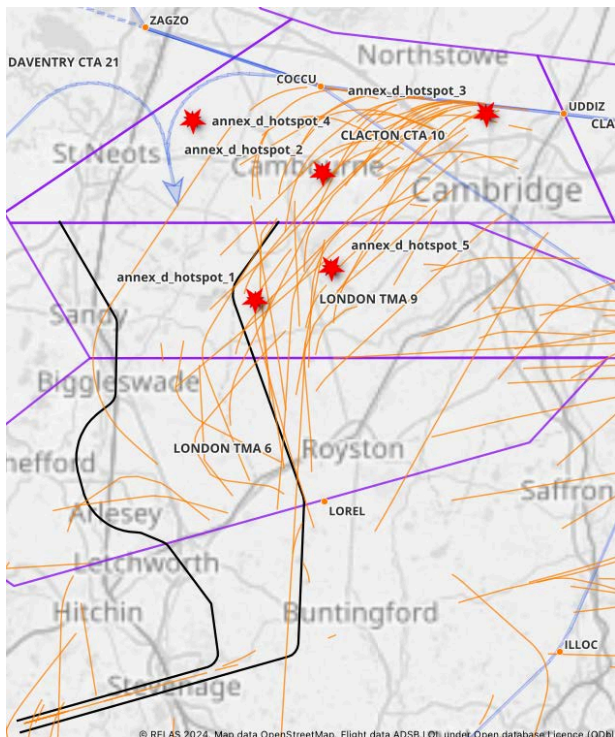 ZAGZO
Northstowe
DAVENTRY CTA 21
COCCU
annex_d_hotspot_3
UDDIZ
annex_d_hotspot_4
CLA
CLACTON CTA 10
St Neots
annex_d_hotspot_2
Cambourne
Cambridge
annex_d_hotspot_5
annex_d_hotspot_1
LONDON TMA 9
Sandy
Biggleswade
LONDON TMA 6
Royston
hefford
Saffron
LOREL
Arlesey
Letchworth
Hitchin
Buntingford
ILLOC
Stevenage
© RELAS 2024, Map data OpenStreetMap, Flight data ADSB.LOL under Open database Licence (ODB